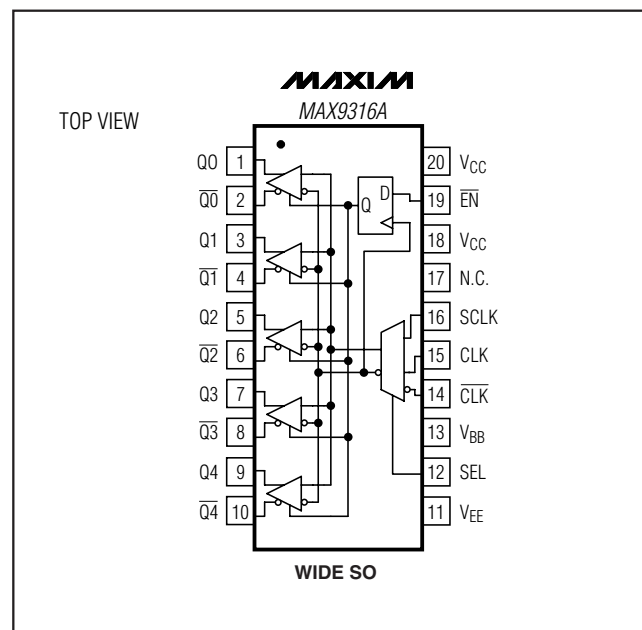 MAXIM
MAX9316A
TOP VIEW
Q0 1
Q̅0̅ 2
Q1 3
Q̅1̅ 4
Q2 5
Q̅2̅ 6
Q3 7
Q̅3̅ 8
Q4 9
Q̅4̅ 10
Q D
20 VCC
19 E̅N̅
18 VCC
17 N.C.
16 SCLK
15 CLK
14 C̅L̅K̅
13 VBB
12 SEL
11 VEE
WIDE SO